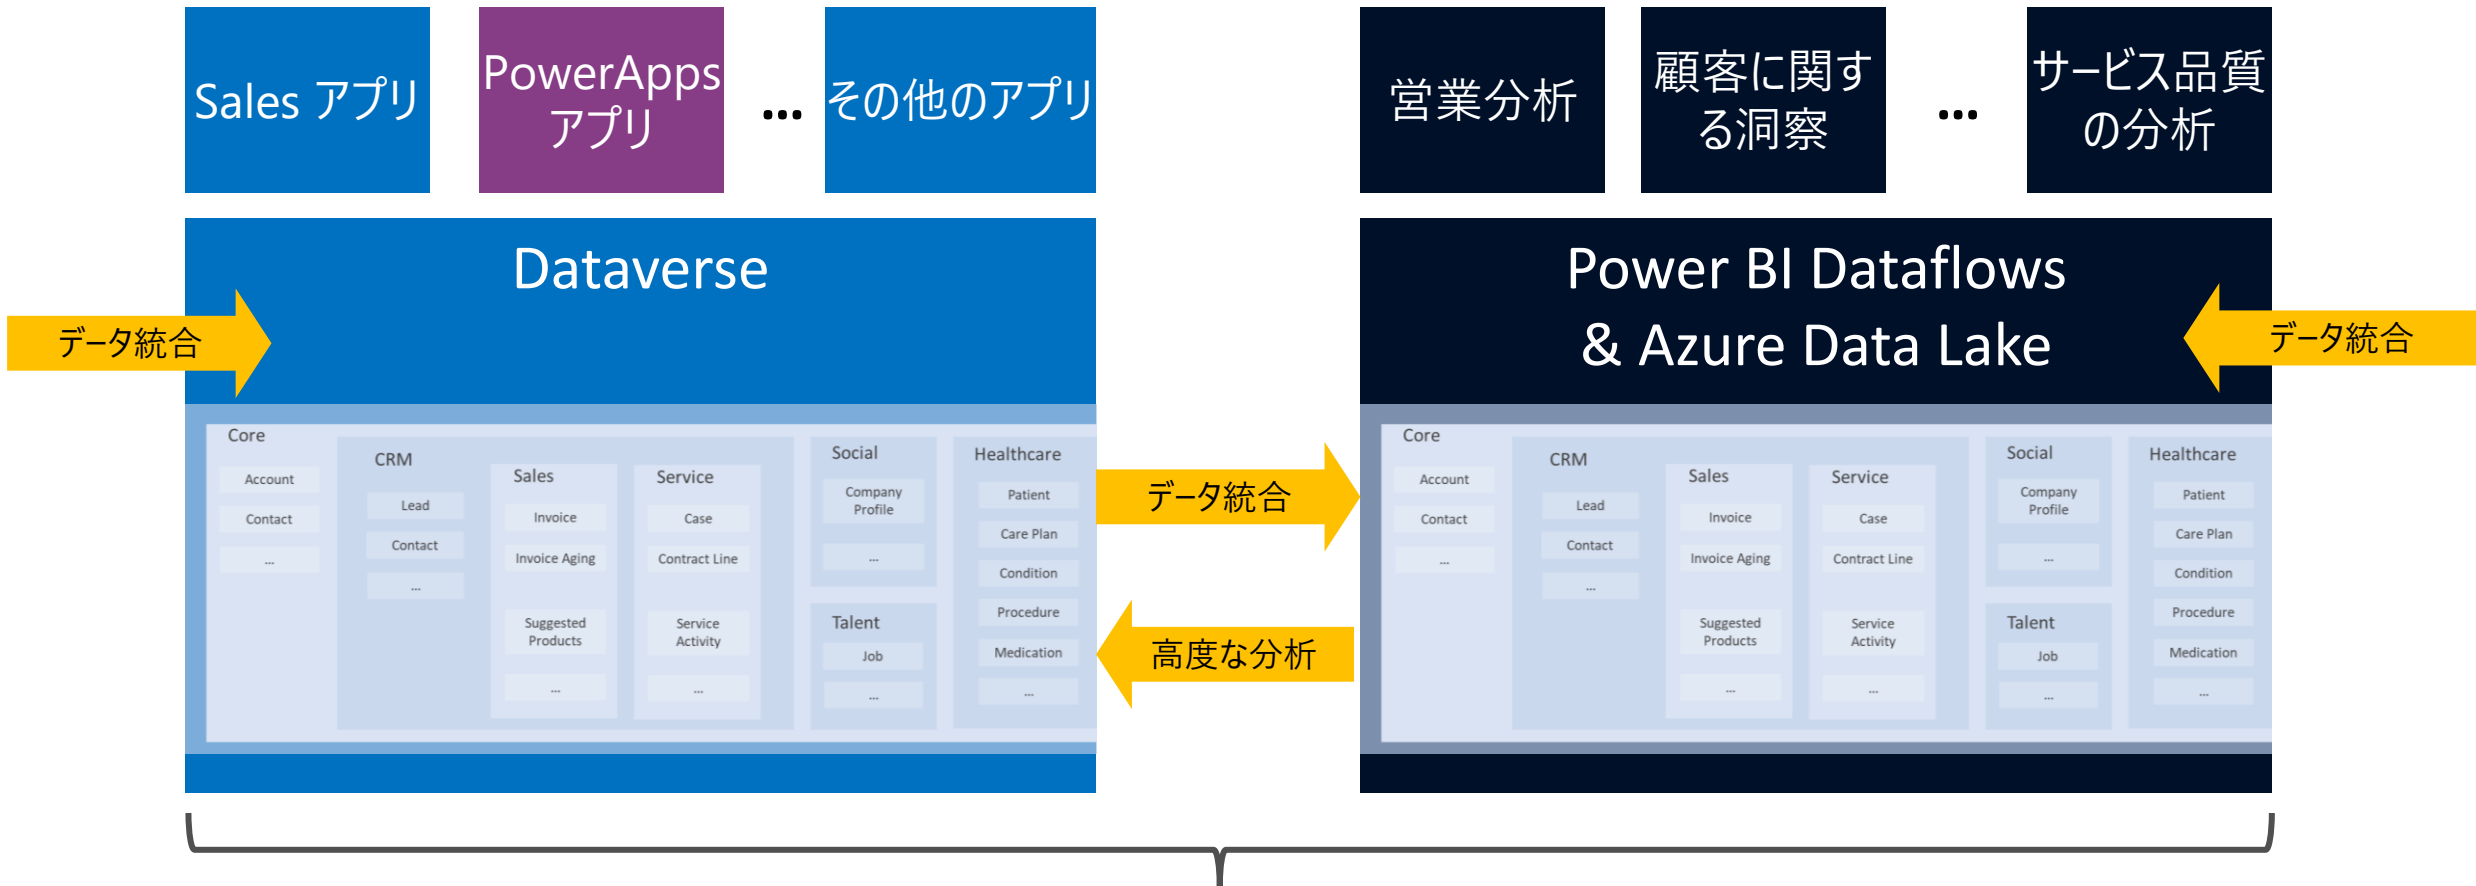 Sales アプリ
PowerApps
アプリ
...
その他のアプリ
営業分析
顧客に関す
る洞察
...
サービス品質
の分析
Dataverse
データ統合
Core
Account
Contact
...
CRM
Lead
Contact
...
Sales
Invoice
Invoice Aging
Suggested
Products
...
Service
Case
Contract Line
Service
Activity
...
Social
Company
Profile
...
Talent
Job
...
Healthcare
Patient
Care Plan
Condition
Procedure
Medication
...
データ統合
高度な分析
Power BI Dataflows
& Azure Data Lake
データ統合
Core
Account
Contact
...
CRM
Lead
Contact
...
Sales
Invoice
Invoice Aging
Suggested
Products
...
Service
Case
Contract Line
Service
Activity
...
Social
Company
Profile
...
Talent
Job
...
Healthcare
Patient
Care Plan
Condition
Procedure
Medication
...